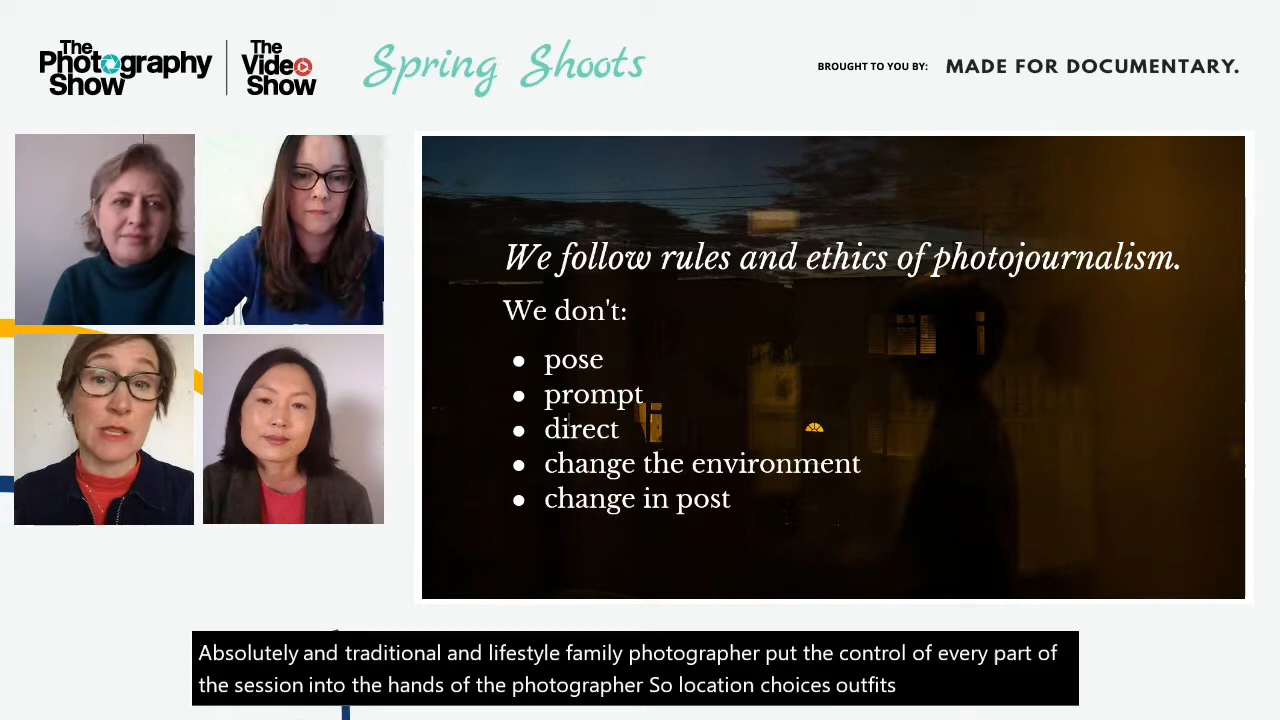 The
Photography
Show
The
Video
Show
Spring Shoots
BROUGHT TO YOU BY: MADE FOR DOCUMENTARY.
We follow rules and ethics of photojournalism.
We don't:
● pose
● prompt
● direct
● change the environment
● change in post
Absolutely and traditional and lifestyle family photographer put the control of every part of
the session into the hands of the photographer So location choices outfits